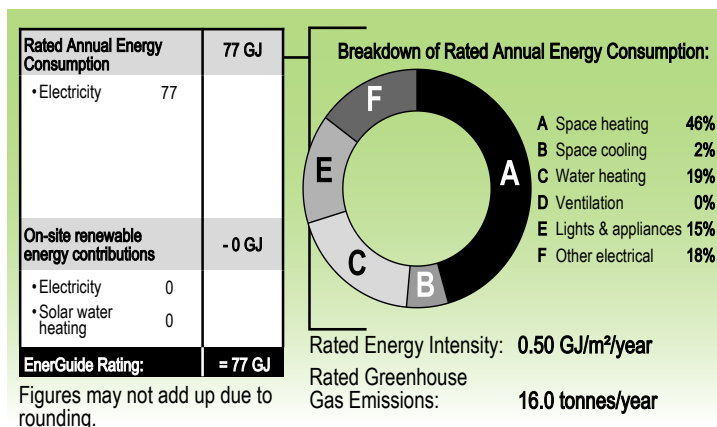 Rated Annual Energy Consumption 77 GJ
• Electricity 77
On-site renewable energy contributions - 0 GJ
• Electricity 0
• Solar water heating 0
EnerGuide Rating: = 77 GJ
Figures may not add up due to
rounding.
Breakdown of Rated Annual Energy Consumption:
F
E
A
C
B
A Space heating 46%
B Space cooling 2%
C Water heating 19%
D Ventilation 0%
E Lights & appliances 15%
F Other electrical 18%
Rated Energy Intensity: 0.50 GJ/m²/year
Rated Greenhouse
Gas Emissions: 16.0 tonnes/year